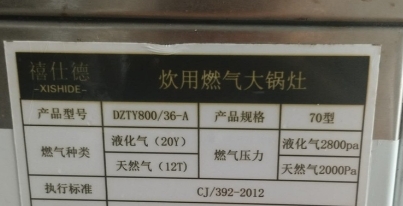 禧仕德
-XISHIDE-
炊用燃气大锅灶
产品型号 DZTY800/36-A 产品规格 70型
燃气种类 液化气（20Y） 燃气压力 液化气2800pa
天然气（12T） 天然气2000Pa
执行标准 CJ/392-2012